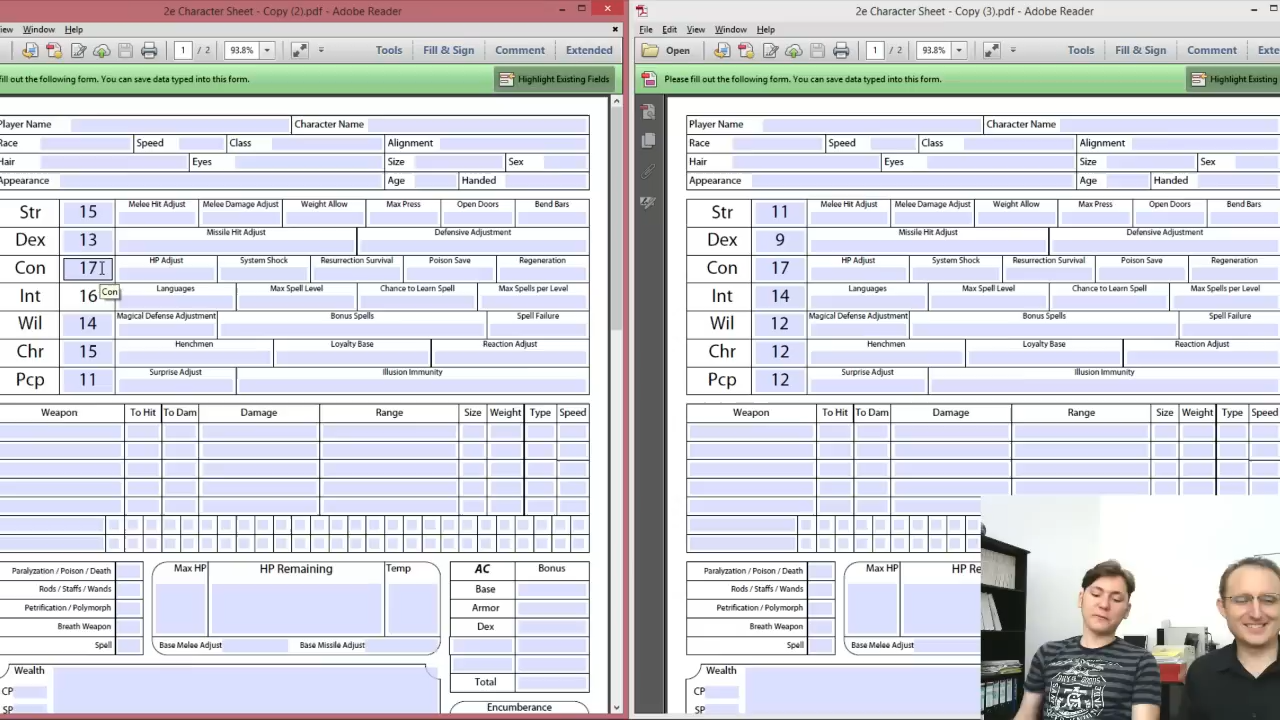 2e Character Sheet - Copy (2).pdf - Adobe Reader
View Window Help
1 / 2 93.8% Tools Fill & Sign Comment Extended
fill out the following form. You can save data typed into this form. Highlight Existing Fields
Player Name Character Name
Race Speed Class Alignment
Hair Eyes Size Sex
Appearance Age Handed
Str 15 Melee Hit Adjust Melee Damage Adjust Weight Allow Max Press Open Doors Bend Bars
Dex 13 Missile Hit Adjust Defensive Adjustment
Con 17 HP Adjust System Shock Resurrection Survival Poison Save Regeneration
Con
Int 16 Languages Max Spell Level Chance to Learn Spell Max Spells per Level
Wil 14 Magical Defense Adjustment Bonus Spells Spell Failure
Chr 15 Henchmen Loyalty Base Reaction Adjust
Pcp 11 Surprise Adjust Illusion Immunity
Weapon To Hit To Dam Damage Range Size Weight Type Speed
Paralyzation / Poison / Death Max HP HP Remaining Temp AC Bonus
Rods / Staffs / Wands Base
Petrification / Polymorph Armor
Breath Weapon Dex
Spell Base Melee Adjust Base Missile Adjust
Wealth Total
CP Encumberance
SP
2e Character Sheet - Copy (3).pdf - Adobe Reader
File Edit View Window Help
Open 1 / 2 93.8% Tools Fill & Sign Comment Exte
Please fill out the following form. You can save data typed into this form. Highlight Existing
Player Name Character Name
Race Speed Class Alignment
Hair Eyes Size Sex
Appearance Age Handed
Str 11 Melee Hit Adjust Melee Damage Adjust Weight Allow Max Press Open Doors Bend Bars
Dex 9 Missile Hit Adjust Defensive Adjustment
Con 17 HP Adjust System Shock Resurrection Survival Poison Save Regeneration
Int 14 Languages Max Spell Level Chance to Learn Spell Max Spells per Level
Wil 12 Magical Defense Adjustment Bonus Spells Spell Failure
Chr 12 Henchmen Loyalty Base Reaction Adjust
Pcp 12 Surprise Adjust Illusion Immunity
Weapon To Hit To Dam Damage Range Size Weight Type Speed
Paralyzation / Poison / Death Max HP HP Re
Rods / Staffs / Wands
Petrification / Polymorph
Breath Weapon
Spell Base Melee Adjust
Wealth
CP
SP